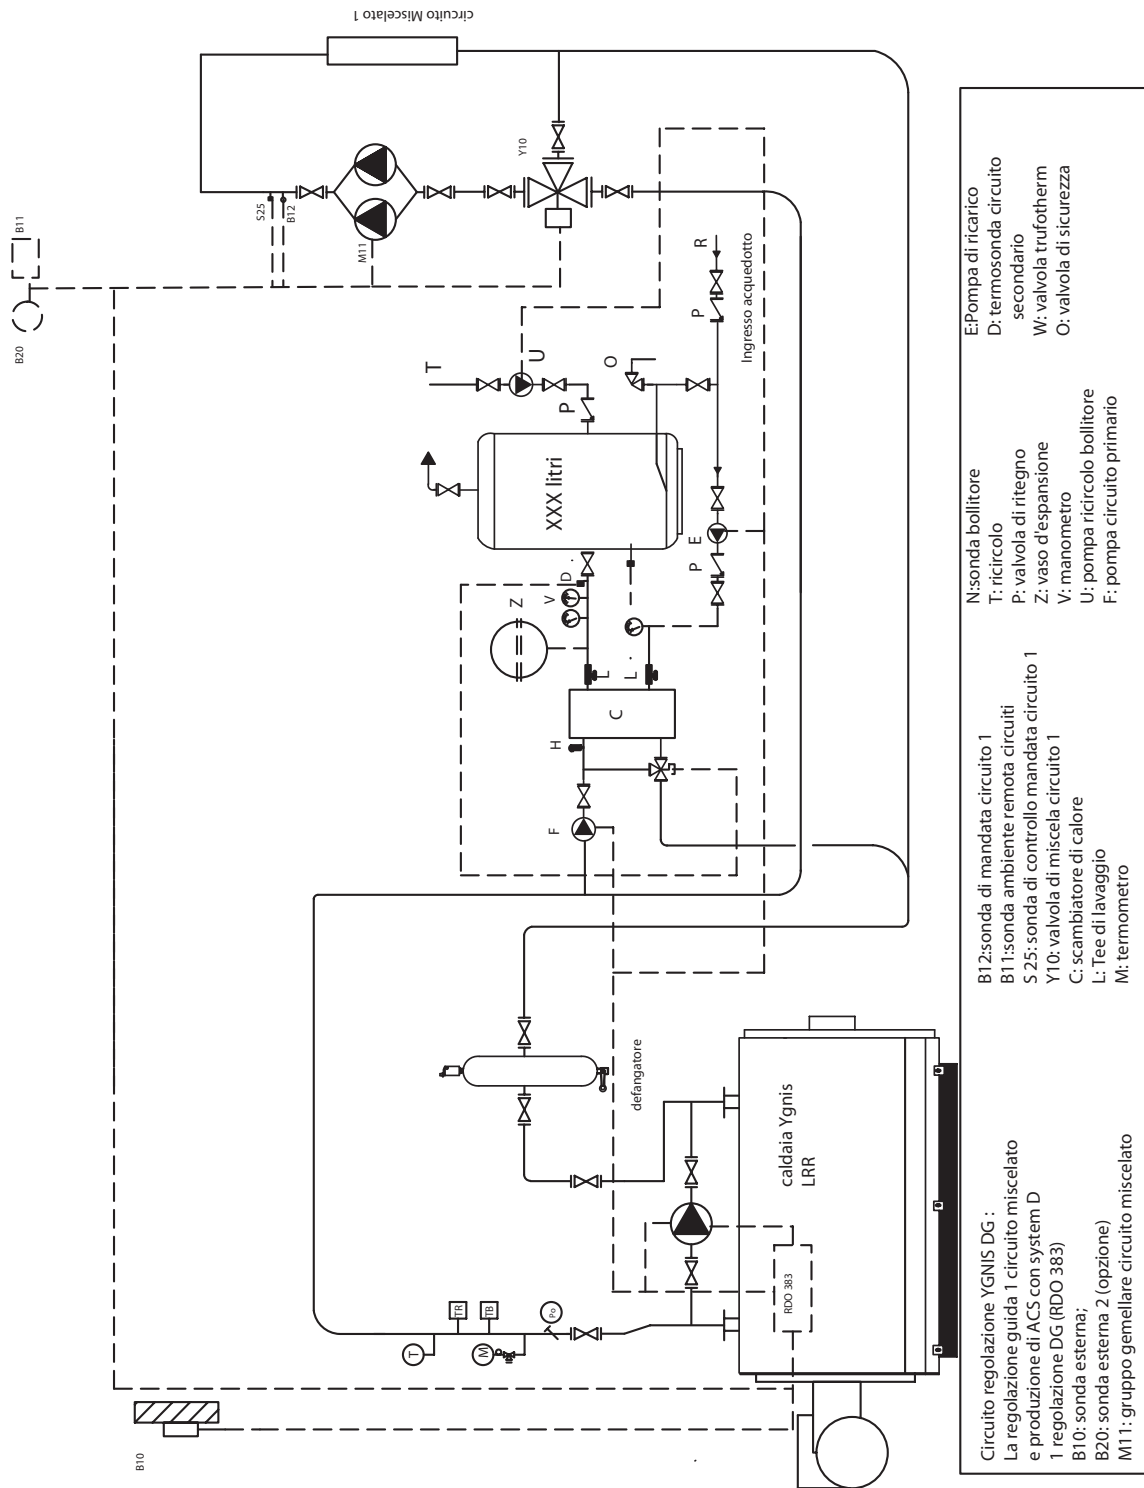 circuito Miscelato 1
B20
B11
S25
B12
M11
Y10
T
U
P
XXX litri
O
P
R
Ingresso acquedotto
E
P
D
V
Z
L
L
C
H
F
defangatore
caldaia Ygnis
LRR
RDO 383
TR
TB
T
M
Po
B10
Circuito regolazione YGNIS DG :
La regolazione guida 1 circuito miscelato
e produzione di ACS con system D
1 regolazione DG (RDO 383)
B10: sonda esterna;
B20: sonda esterna 2 (opzione)
M11: gruppo gemellare circuito miscelato
B12:sonda di mandata circuito 1
B11:sonda ambiente remota circuiti
S 25: sonda di controllo mandata circuito 1
Y10: valvola di miscela circuito 1
C: scambiatore di calore
L: Tee di lavaggio
M: termometro
N:sonda bollitore
T: ricircolo
P: valvola di ritegno
Z: vaso d'espansione
V: manometro
U: pompa ricircolo bollitore
F: pompa circuito primario
E:Pompa di ricarico
D: termosonda circuito
secondario
W: valvola trufotherm
O: valvola di sicurezza